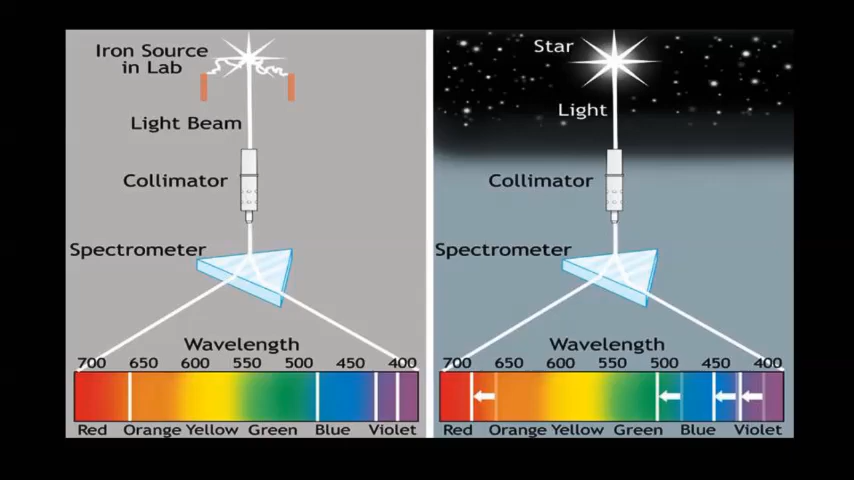 Iron Source
in Lab
Light Beam
Collimator
Spectrometer
Wavelength
700 650 600 550 500 450 400
Red Orange Yellow Green Blue Violet
Star
Light
Collimator
Spectrometer
Wavelength
700 650 600 550 500 450 400
Red Orange Yellow Green Blue Violet